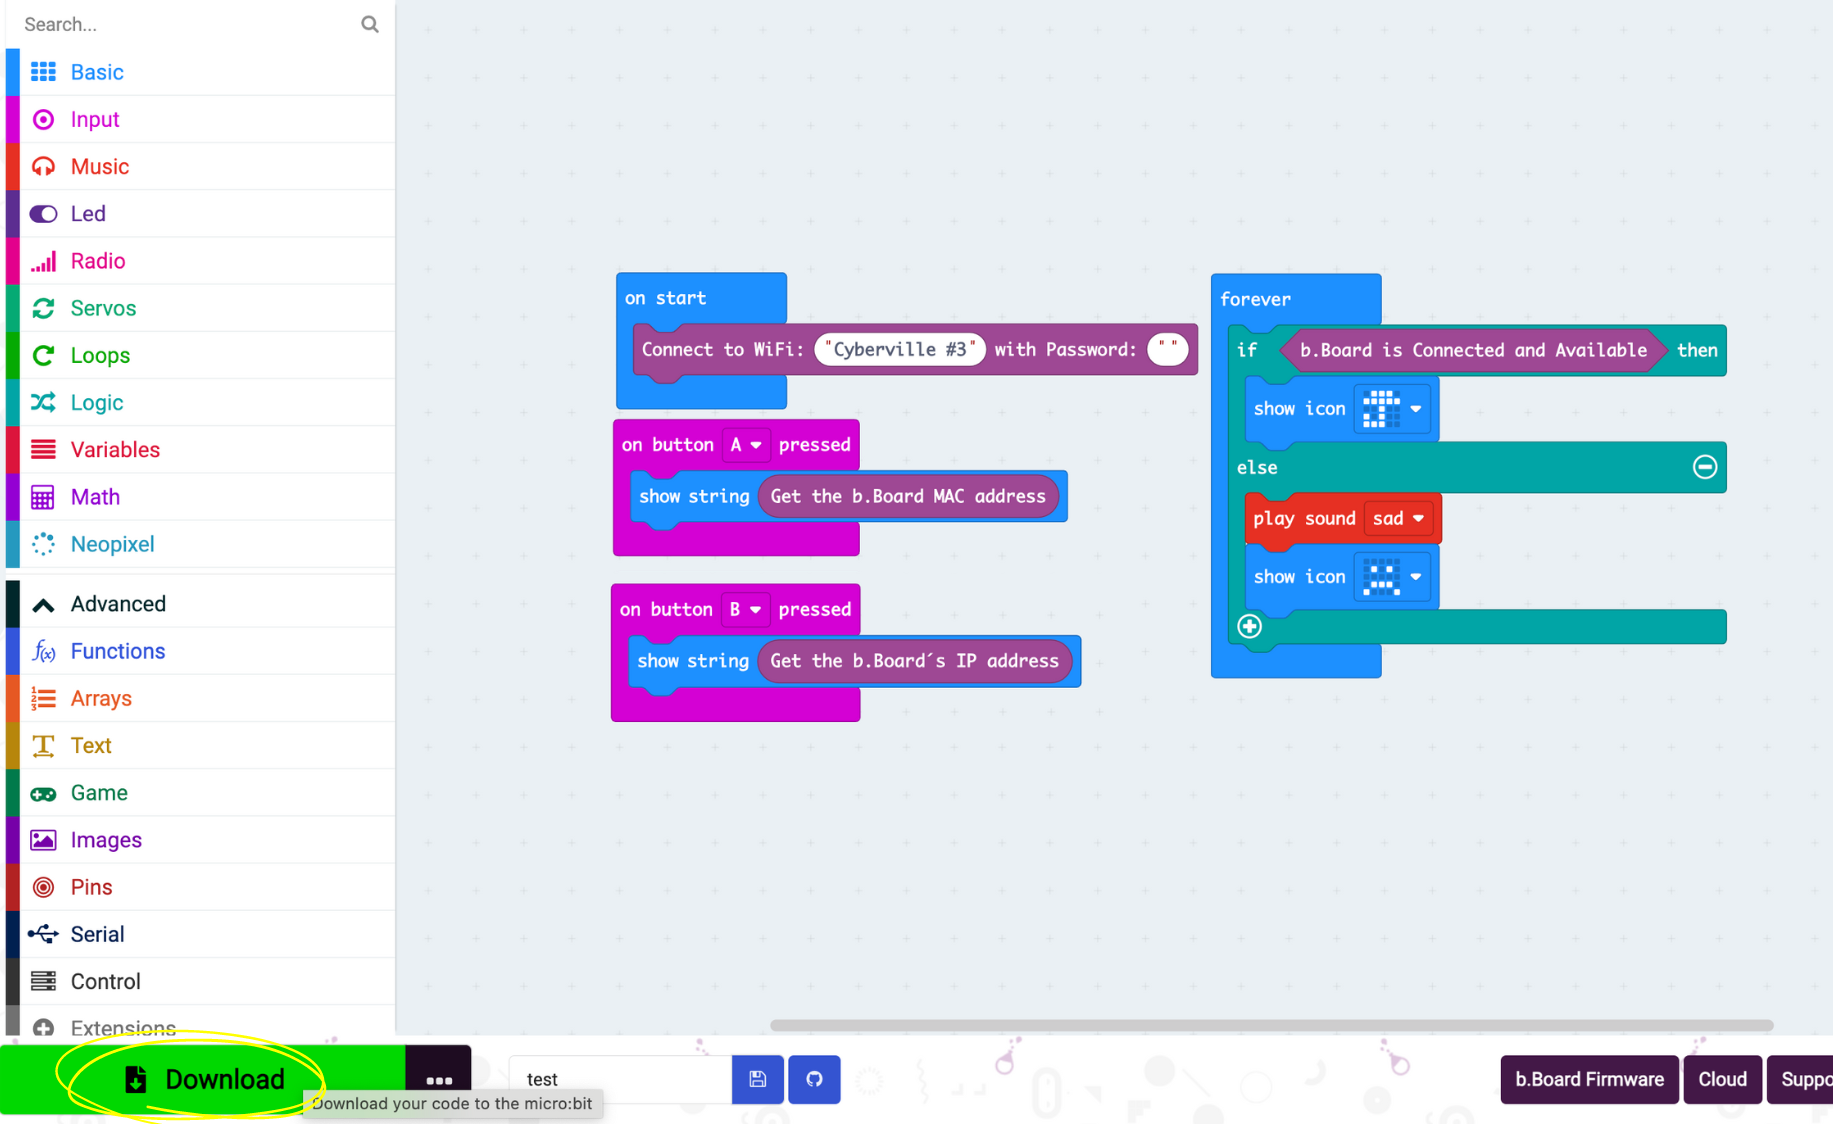 Search...
Basic
Input
Music
Led
Radio
Servos
Loops
Logic
Variables
Math
Neopixel
Advanced
f(x) Functions
Arrays
Text
Game
Images
Pins
Serial
Control
Extensions
on start
Connect to WiFi: "Cyberville #3" with Password: " "
on button A pressed
show string Get the b.Board MAC address
on button B pressed
show string Get the b.Board´s IP address
forever
if b.Board is Connected and Available then
show icon
else
play sound sad
show icon
Download
...
test
Download your code to the micro:bit
b.Board Firmware
Cloud
Suppo